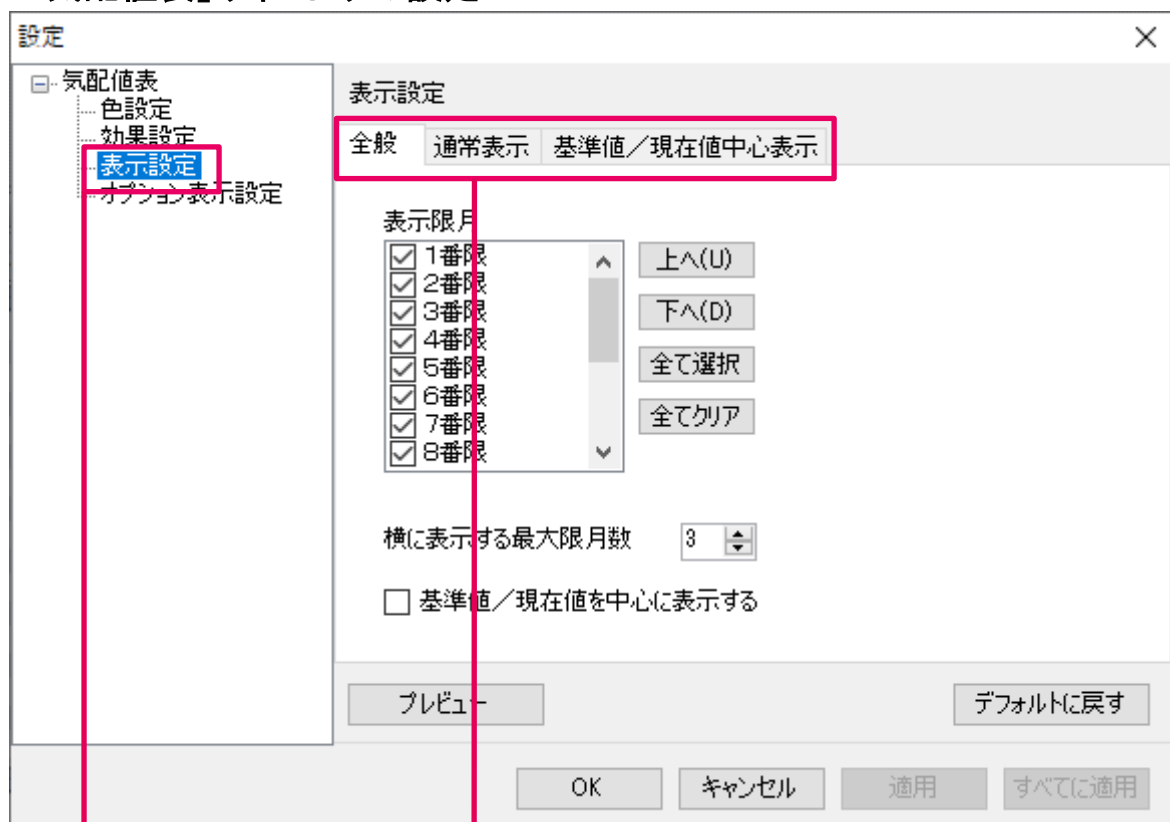 設定
気配値表
色設定
効果設定
表示設定
オプション表示設定
表示設定
全般 通常表示 基準値／現在値中心表示
表示限月
1番限
2番限
3番限
4番限
5番限
6番限
7番限
8番限
上へ(U)
下へ(D)
全て選択
全てクリア
横に表示する最大限月数 3
基準値／現在値を中心に表示する
プレビュー デフォルトに戻す
OK キャンセル 適用 すべてに適用